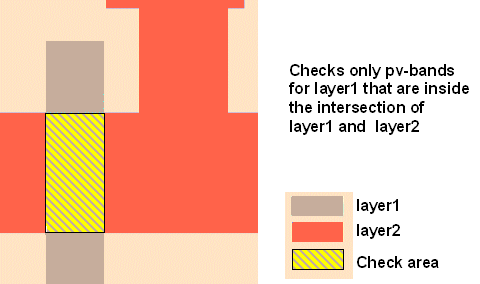 Checks only pv-bands
for layer1 that are inside
the intersection of
layer1 and layer2
layer1
layer2
Check area